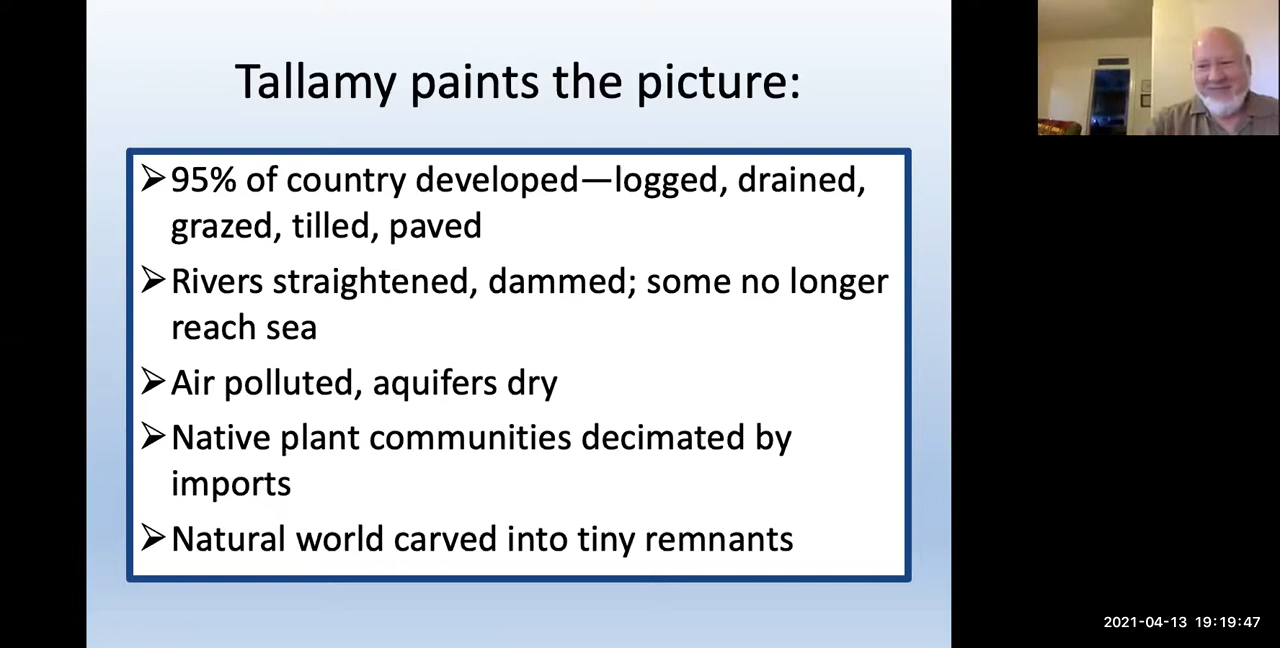 Tallamy paints the picture:
➢95% of country developed—logged, drained,
grazed, tilled, paved
➢Rivers straightened, dammed; some no longer
reach sea
➢Air polluted, aquifers dry
➢Native plant communities decimated by
imports
➢Natural world carved into tiny remnants
2021-04-13 19:19:47